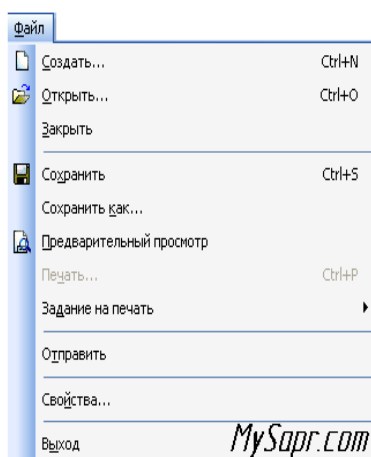 Файл
Создать... Ctrl+N
Открыть... Ctrl+O
Закрыть
Сохранить Ctrl+S
Сохранить как...
Предварительный просмотр
Печать... Ctrl+P
Задание на печать
Отправить
Свойства...
Выход MySapr.com